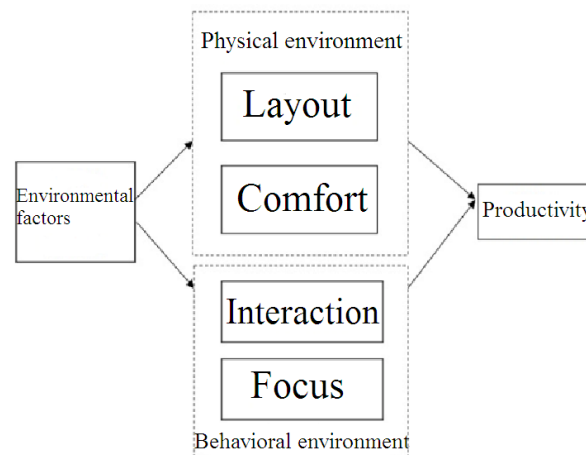 Physical environment
Layout
Comfort
Environmental
factors
Productivity
Interaction
Focus
Behavioral environment